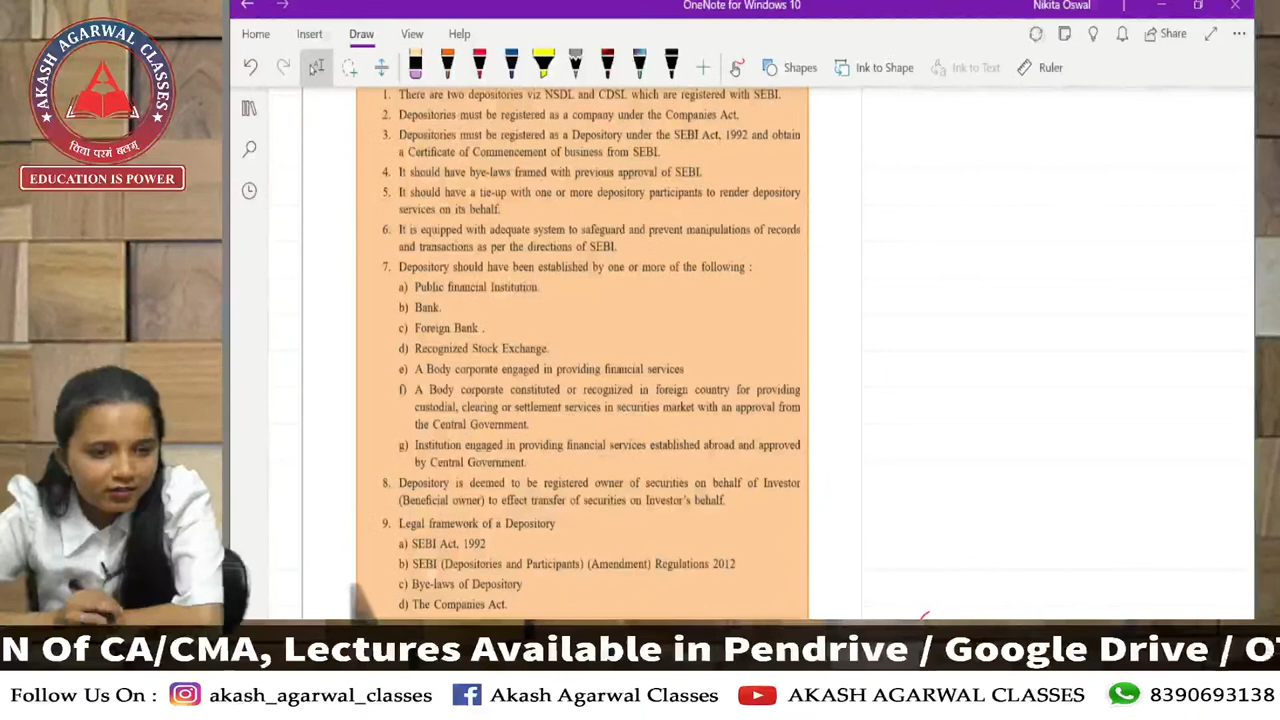 AKASH AGARWAL CLASSES
विद्या परमं बलम्
EDUCATION IS POWER
OneNote for Windows 10
Nikita Oswal
Home Insert Draw View Help
Share
Shapes Ink to Shape Ink to Text Ruler
1. There are two depositories viz NSDL and CDSL which are registered with SEBI.
2. Depositories must be registered as a company under the Companies Act.
3. Depositories must be registered as a Depository under the SEBI Act, 1992 and obtain
a Certificate of Commencement of business from SEBI.
4. It should have bye-laws framed with previous approval of SEBI.
5. It should have a tie-up with one or more depository participants to render depository
services on its behalf.
6. It is equipped with adequate system to safeguard and prevent manipulations of records
and transactions as per the directions of SEBI.
7. Depository should have been established by one or more of the following :
a) Public financial Institution.
b) Bank.
c) Foreign Bank .
d) Recognized Stock Exchange.
e) A Body corporate engaged in providing financial services
f) A Body corporate constituted or recognized in foreign country for providing
custodial, clearing or settlement services in securities market with an approval from
the Central Government.
g) Institution engaged in providing financial services established abroad and approved
by Central Government.
8. Depository is deemed to be registered owner of securities on behalf of Investor
(Beneficial owner) to effect transfer of securities on Investor's behalf.
9. Legal framework of a Depository
a) SEBI Act, 1992
b) SEBI (Depositories and Participants) (Amendment) Regulations 2012
c) Bye-laws of Depository
d) The Companies Act.
N Of CA/CMA, Lectures Available in Pendrive / Google Drive / OT
Follow Us On : akash_agarwal_classes Akash Agarwal Classes AKASH AGARWAL CLASSES 8390693138